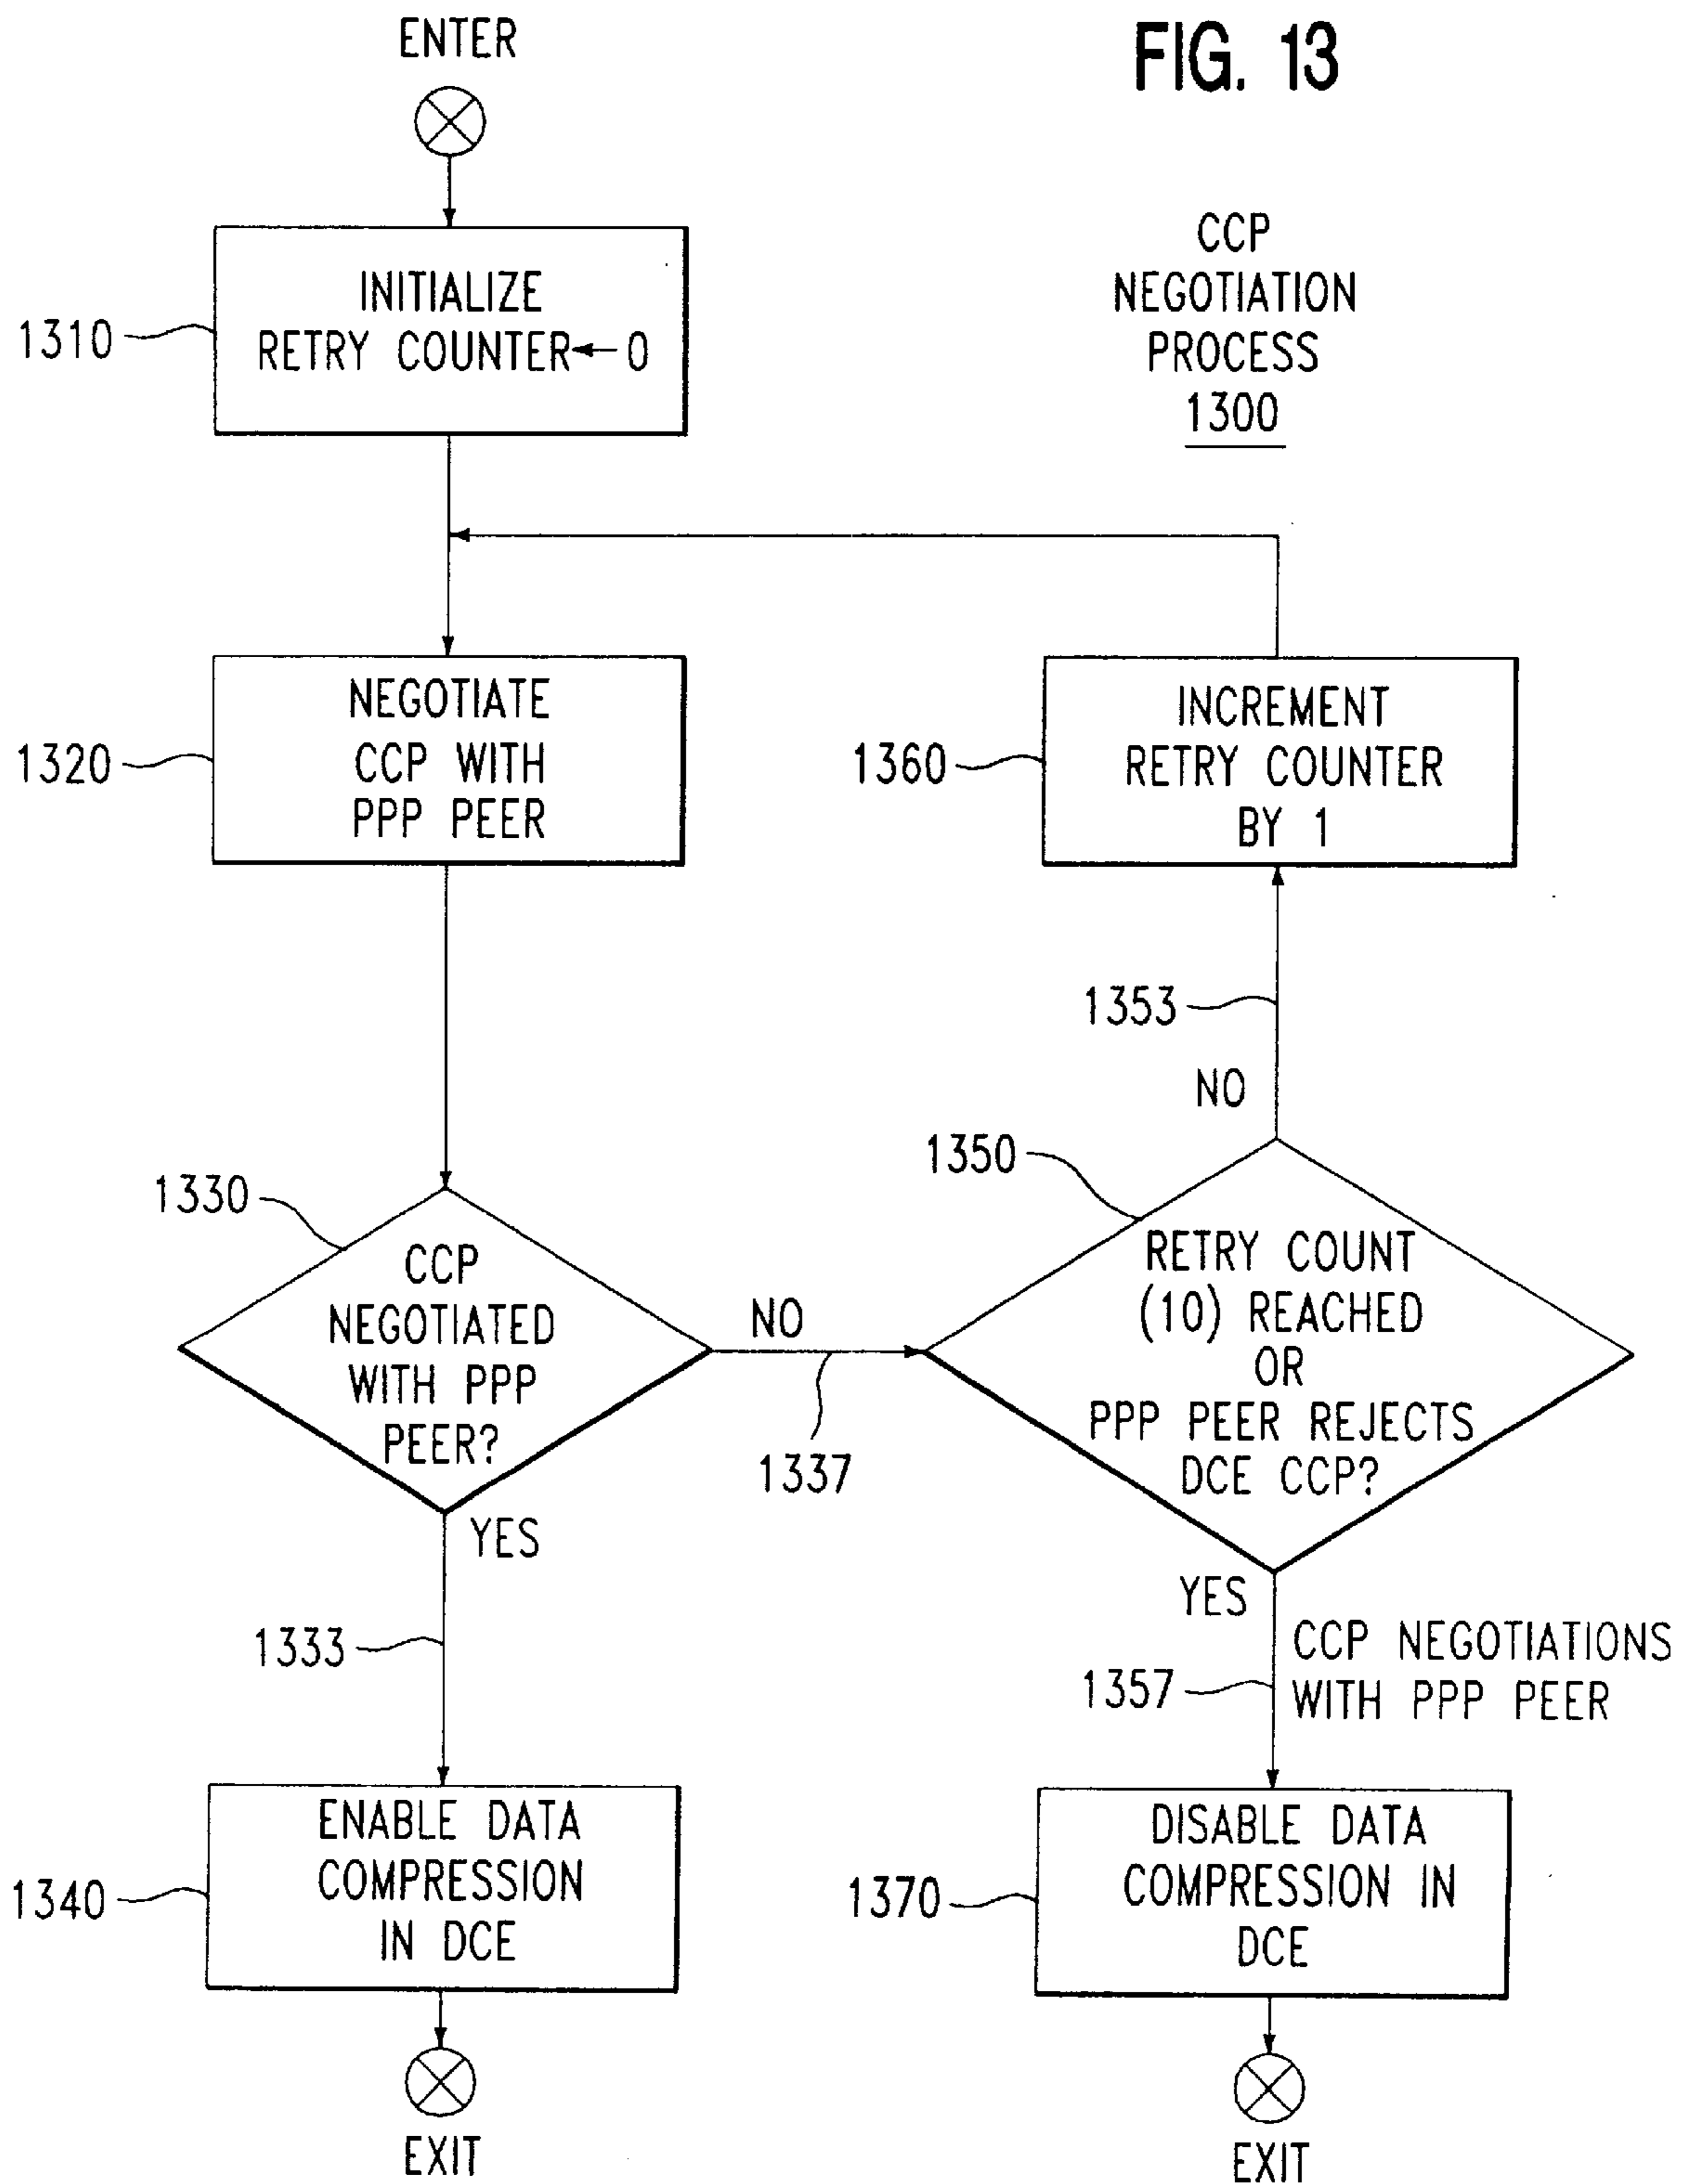 ENTER
FIG. 13
CCP
NEGOTIATION
PROCESS
1300
INITIALIZE
RETRY COUNTER←0
1310
NEGOTIATE
CCP WITH
PPP PEER
1320
INCREMENT
RETRY COUNTER
BY 1
1360
1353
NO
1330
CCP
NEGOTIATED
WITH PPP
PEER?
NO
1337
1350
RETRY COUNT
(10) REACHED
OR
PPP PEER REJECTS
DCE CCP?
YES
1333
YES
1357
CCP NEGOTIATIONS
WITH PPP PEER
ENABLE DATA
COMPRESSION
IN DCE
1340
DISABLE DATA
COMPRESSION IN
DCE
1370
EXIT
EXIT